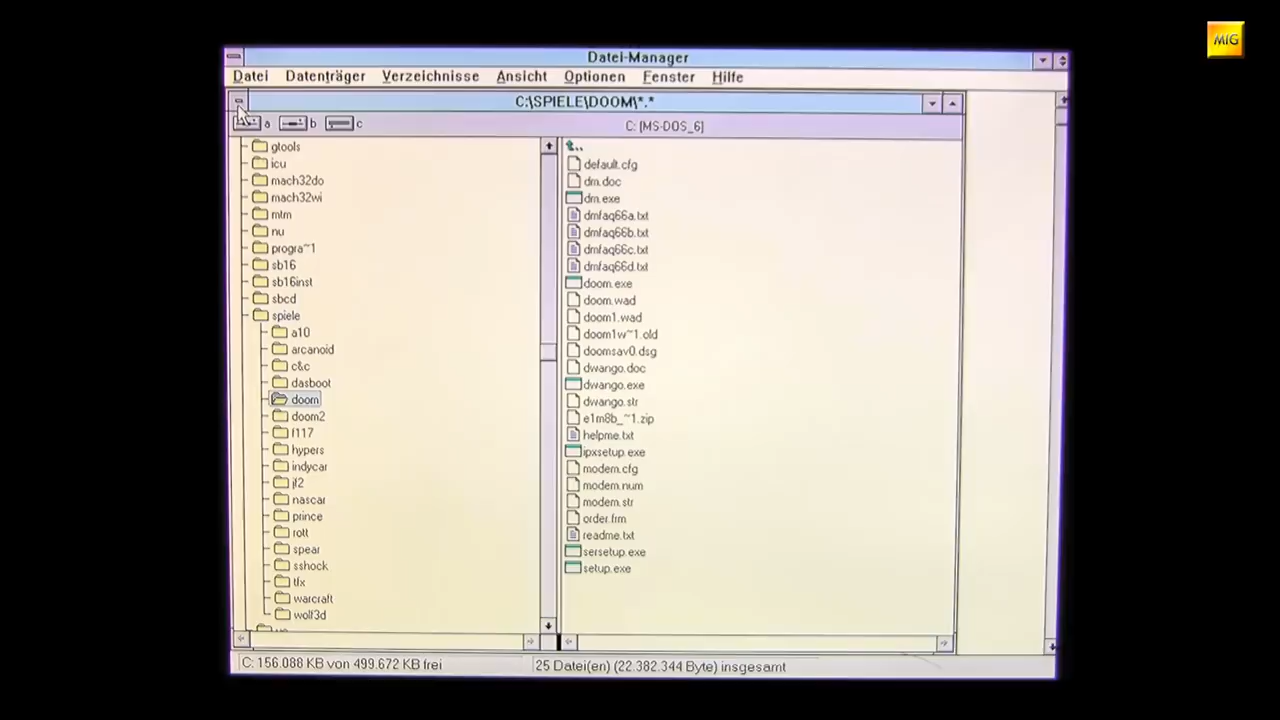 MIG
Datei-Manager
Datei Datenträger Verzeichnisse Ansicht Optionen Fenster Hilfe
C:\SPIELE\DOOM\*.*
a b c C: [MS-DOS_6]
gtools
icu
mach32do
mach32wi
mtm
nu
progra~1
sb16
sb16inst
sbcd
spiele
a10
arcanoid
c&c
dasboot
doom
doom2
f117
hypers
indycar
jf2
nascar
prince
rott
spear
sshock
tfx
warcraft
wolf3d
..
default.cfg
dm.doc
dm.exe
dmfaq66a.txt
dmfaq66b.txt
dmfaq66c.txt
dmfaq66d.txt
doom.exe
doom.wad
doom1.wad
doom1w~1.old
doomsav0.dsg
dwango.doc
dwango.exe
dwango.str
e1m8b_~1.zip
helpme.txt
ipxsetup.exe
modem.cfg
modem.num
modem.str
order.frm
readme.txt
sersetup.exe
setup.exe
C: 156.088 KB von 499.672 KB frei
25 Datei(en) (22.382.344 Byte) insgesamt